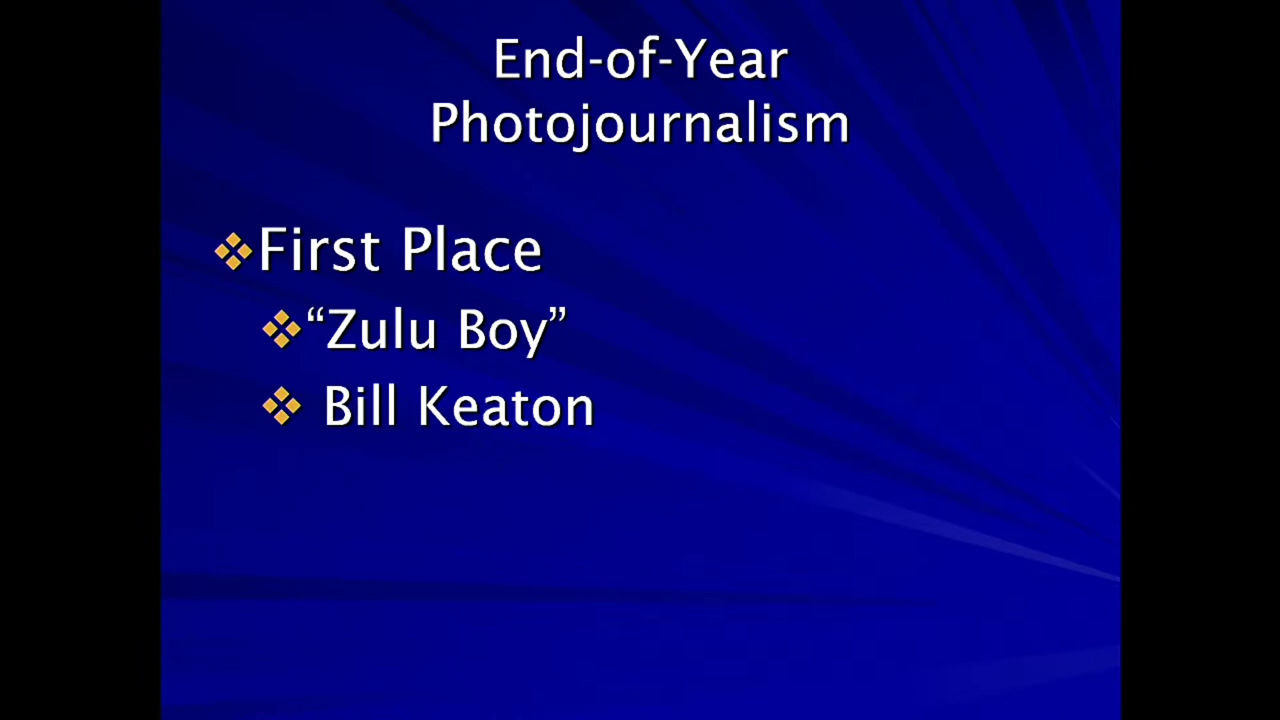 End-of-Year
Photojournalism
First Place
“Zulu Boy”
Bill Keaton